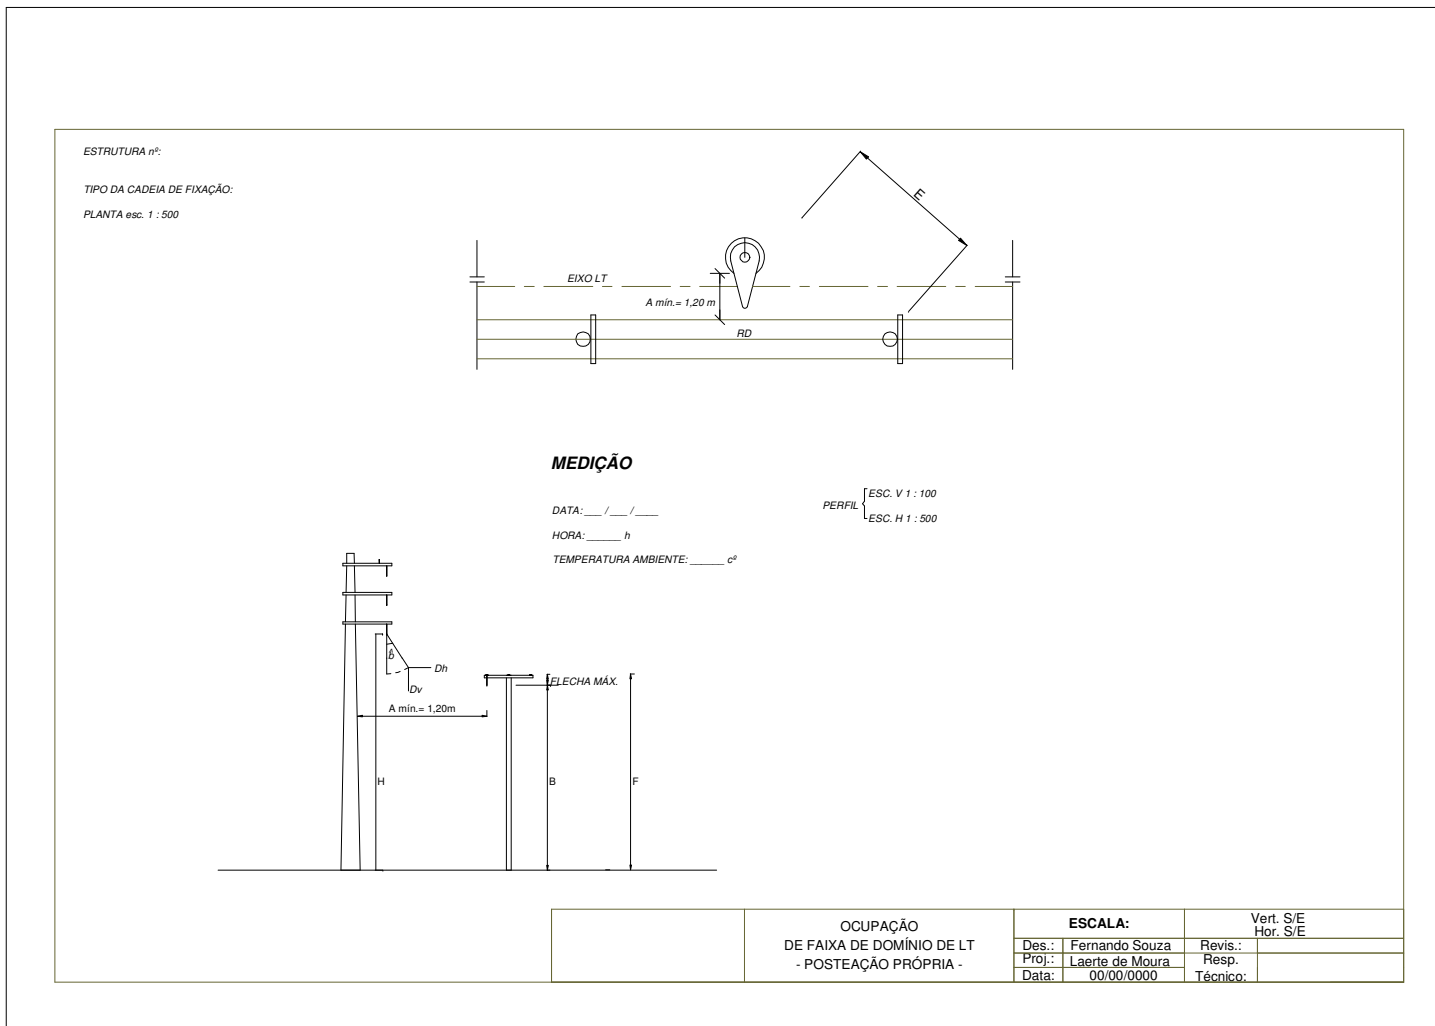 ESTRUTURA nº:
TIPO DA CADEIA DE FIXAÇÃO:
PLANTA esc. 1 : 500
E
EIXO LT
A mín.= 1,20 m
RD
MEDIÇÃO
DATA: ___ / ___ / ____
HORA: ______ h
TEMPERATURA AMBIENTE: ______ cº
PERFIL
ESC. V 1 : 100
ESC. H 1 : 500
b
Dh
Dv
FLECHA MÁX.
A mín.= 1,20m
H
B
F
OCUPAÇÃO
DE FAIXA DE DOMÍNIO DE LT
- POSTEAÇÃO PRÓPRIA -
ESCALA:
Vert. S/E
Hor. S/E
Des.: Fernando Souza Revis.:
Proj.: Laerte de Moura Resp.
Data: 00/00/0000 Técnico: